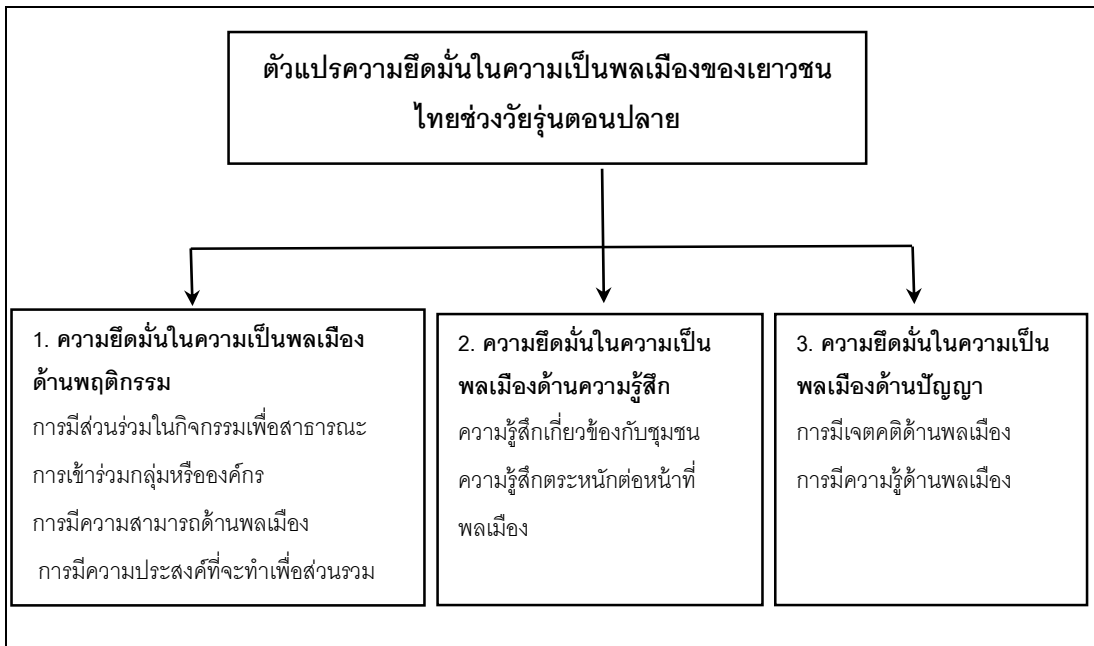 ตัวแปรความยึดมั่นในความเป็นพลเมืองของเยาวชน
ไทยช่วงวัยรุ่นตอนปลาย
1. ความยึดมั่นในความเป็นพลเมือง
ด้านพฤติกรรม
การมีส่วนร่วมในกิจกรรมเพื่อสาธารณะ
การเข้าร่วมกลุ่มหรือองค์กร
การมีความสามารถด้านพลเมือง
การมีความประสงค์ที่จะทำเพื่อส่วนรวม
2. ความยึดมั่นในความเป็น
พลเมืองด้านความรู้สึก
ความรู้สึกเกี่ยวข้องกับชุมชน
ความรู้สึกตระหนักต่อหน้าที่
พลเมือง
3. ความยึดมั่นในความเป็น
พลเมืองด้านปัญญา
การมีเจตคติด้านพลเมือง
การมีความรู้ด้านพลเมือง